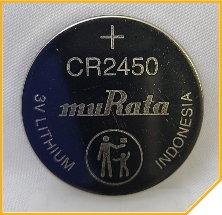 +
CR2450
muRata
3V LITHIUM
INDONESIA